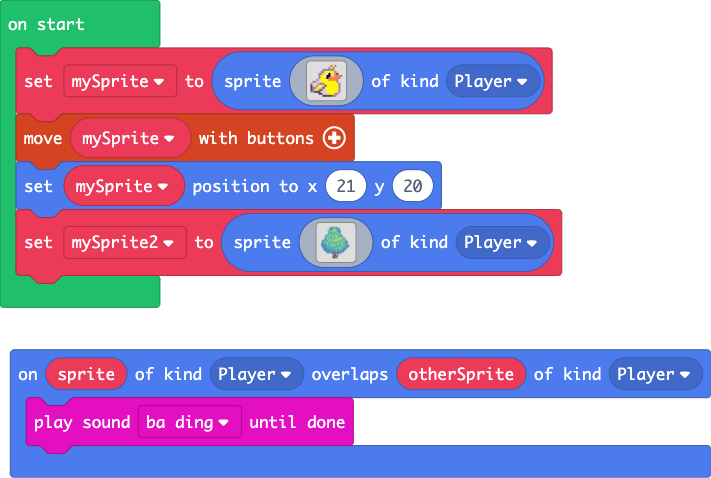 on start
set mySprite to sprite of kind Player
move mySprite with buttons
set mySprite position to x 21 y 20
set mySprite2 to sprite of kind Player
on sprite of kind Player overlaps otherSprite of kind Player
play sound ba ding until done